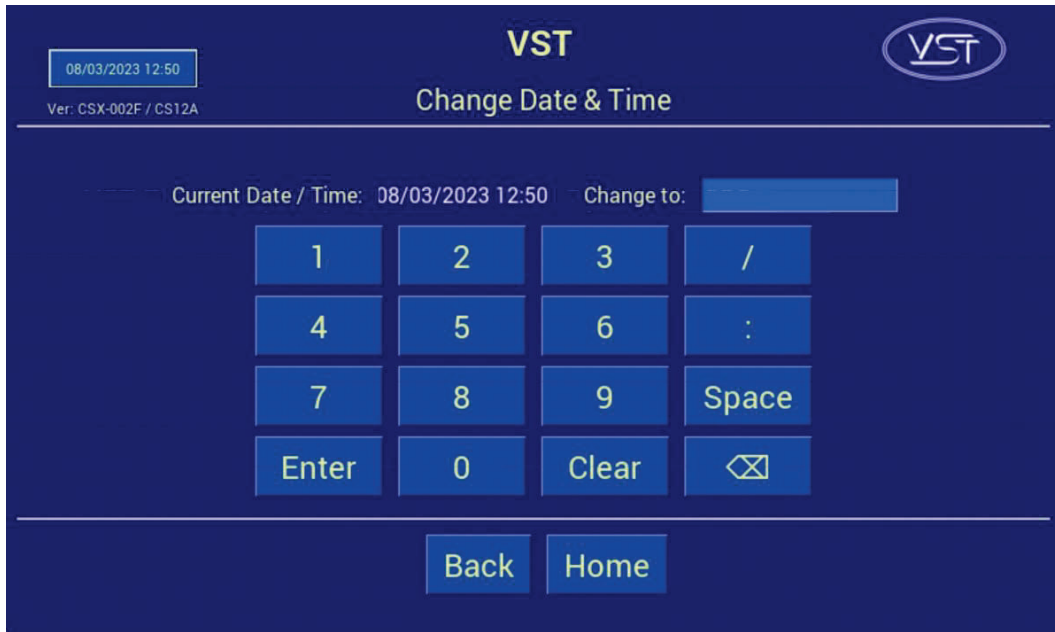 VST
08/03/2023 12:50
VST
Ver: CSX-002F / CS12A
Change Date & Time
Current Date / Time: 08/03/2023 12:50 Change to:
1 2 3 /
4 5 6 :
7 8 9 Space
Enter 0 Clear ⌫
Back Home